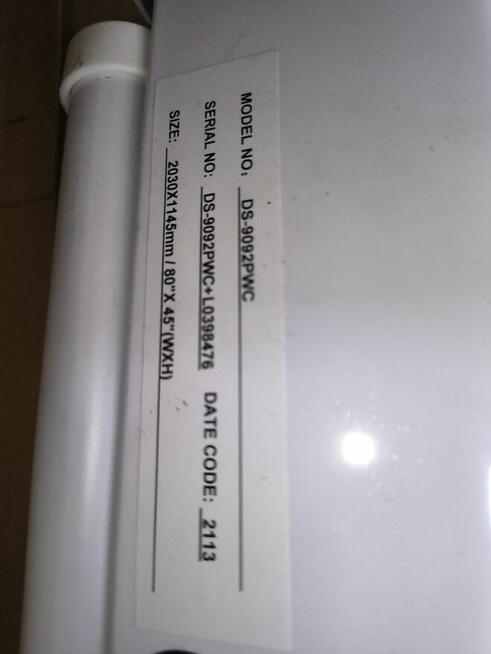 MODEL NO: DS-9092PWC
SERIAL NO: DS-9092PWC+L0398476 DATE CODE: 2113
SIZE: 2030X1145mm / 80"X 45"(WXH)